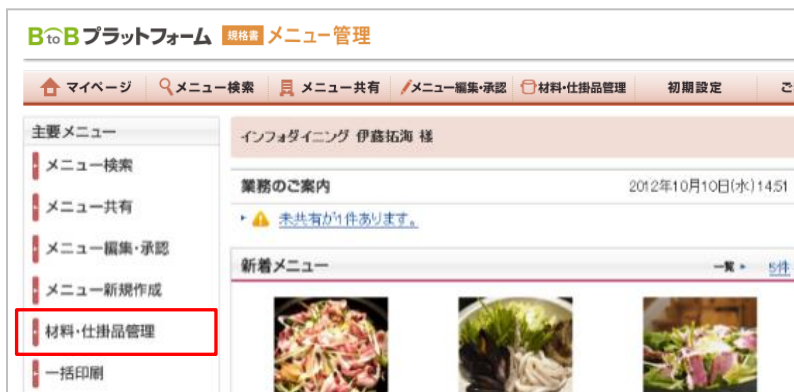 BtoBプラットフォーム 規格書 メニュー管理
マイページ メニュー検索 メニュー共有 メニュー編集・承認 材料・仕掛品管理 初期設定 ご
主要メニュー
インフォダイニング 伊藤拓海 様
メニュー検索
業務のご案内 2012年10月10日(水)14:51
メニュー共有
未共有が1件あります。
メニュー編集・承認
新着メニュー 一覧 5件
メニュー新規作成
材料・仕掛品管理
一括印刷